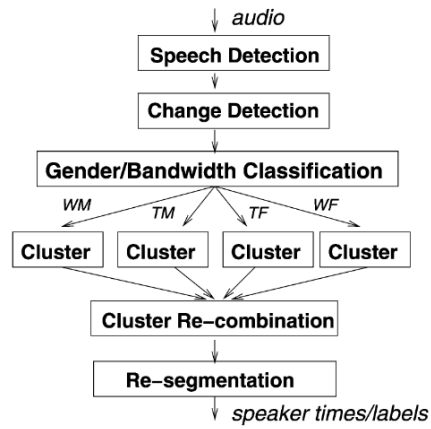 audio
Speech Detection
Change Detection
Gender/Bandwidth Classification
WM TM TF WF
Cluster Cluster Cluster Cluster
Cluster Re-combination
Re-segmentation
speaker times/labels